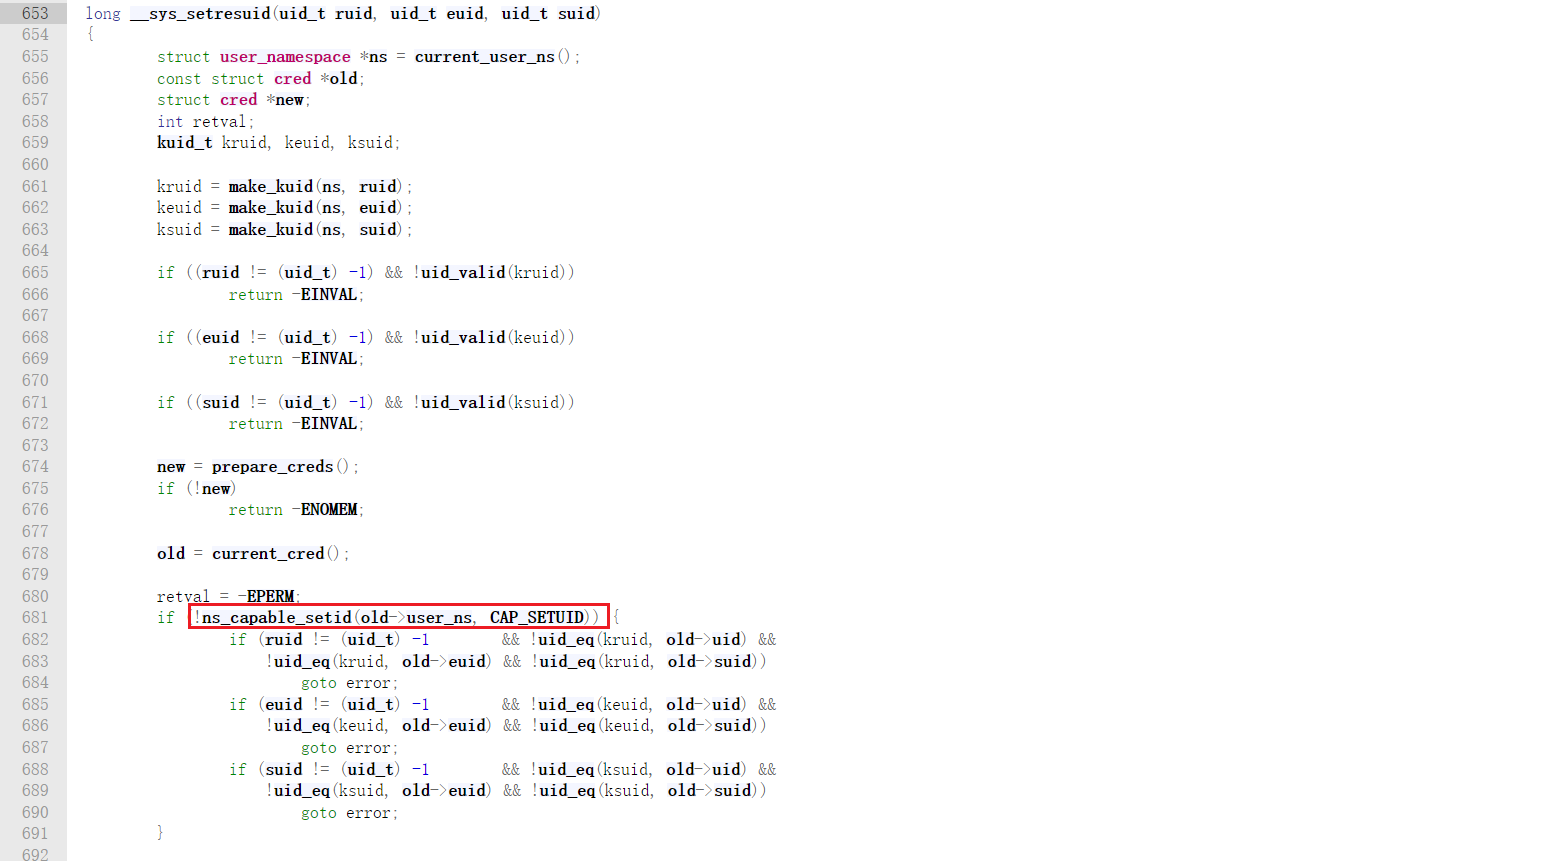 653 long __sys_setresuid(uid_t ruid, uid_t euid, uid_t suid)
654 {
655 struct user_namespace *ns = current_user_ns();
656 const struct cred *old;
657 struct cred *new;
658 int retval;
659 kuid_t kruid, keuid, ksuid;
660
661 kruid = make_kuid(ns, ruid);
662 keuid = make_kuid(ns, euid);
663 ksuid = make_kuid(ns, suid);
664
665 if ((ruid != (uid_t) -1) && !uid_valid(kruid))
666 return -EINVAL;
667
668 if ((euid != (uid_t) -1) && !uid_valid(keuid))
669 return -EINVAL;
670
671 if ((suid != (uid_t) -1) && !uid_valid(ksuid))
672 return -EINVAL;
673
674 new = prepare_creds();
675 if (!new)
676 return -ENOMEM;
677
678 old = current_cred();
679
680 retval = -EPERM;
681 if (!ns_capable_setid(old->user_ns, CAP_SETUID)) {
682 if (ruid != (uid_t) -1 && !uid_eq(kruid, old->uid) &&
683 !uid_eq(kruid, old->euid) && !uid_eq(kruid, old->suid))
684 goto error;
685 if (euid != (uid_t) -1 && !uid_eq(keuid, old->uid) &&
686 !uid_eq(keuid, old->euid) && !uid_eq(keuid, old->suid))
687 goto error;
688 if (suid != (uid_t) -1 && !uid_eq(ksuid, old->uid) &&
689 !uid_eq(ksuid, old->euid) && !uid_eq(ksuid, old->suid))
690 goto error;
691 }
692